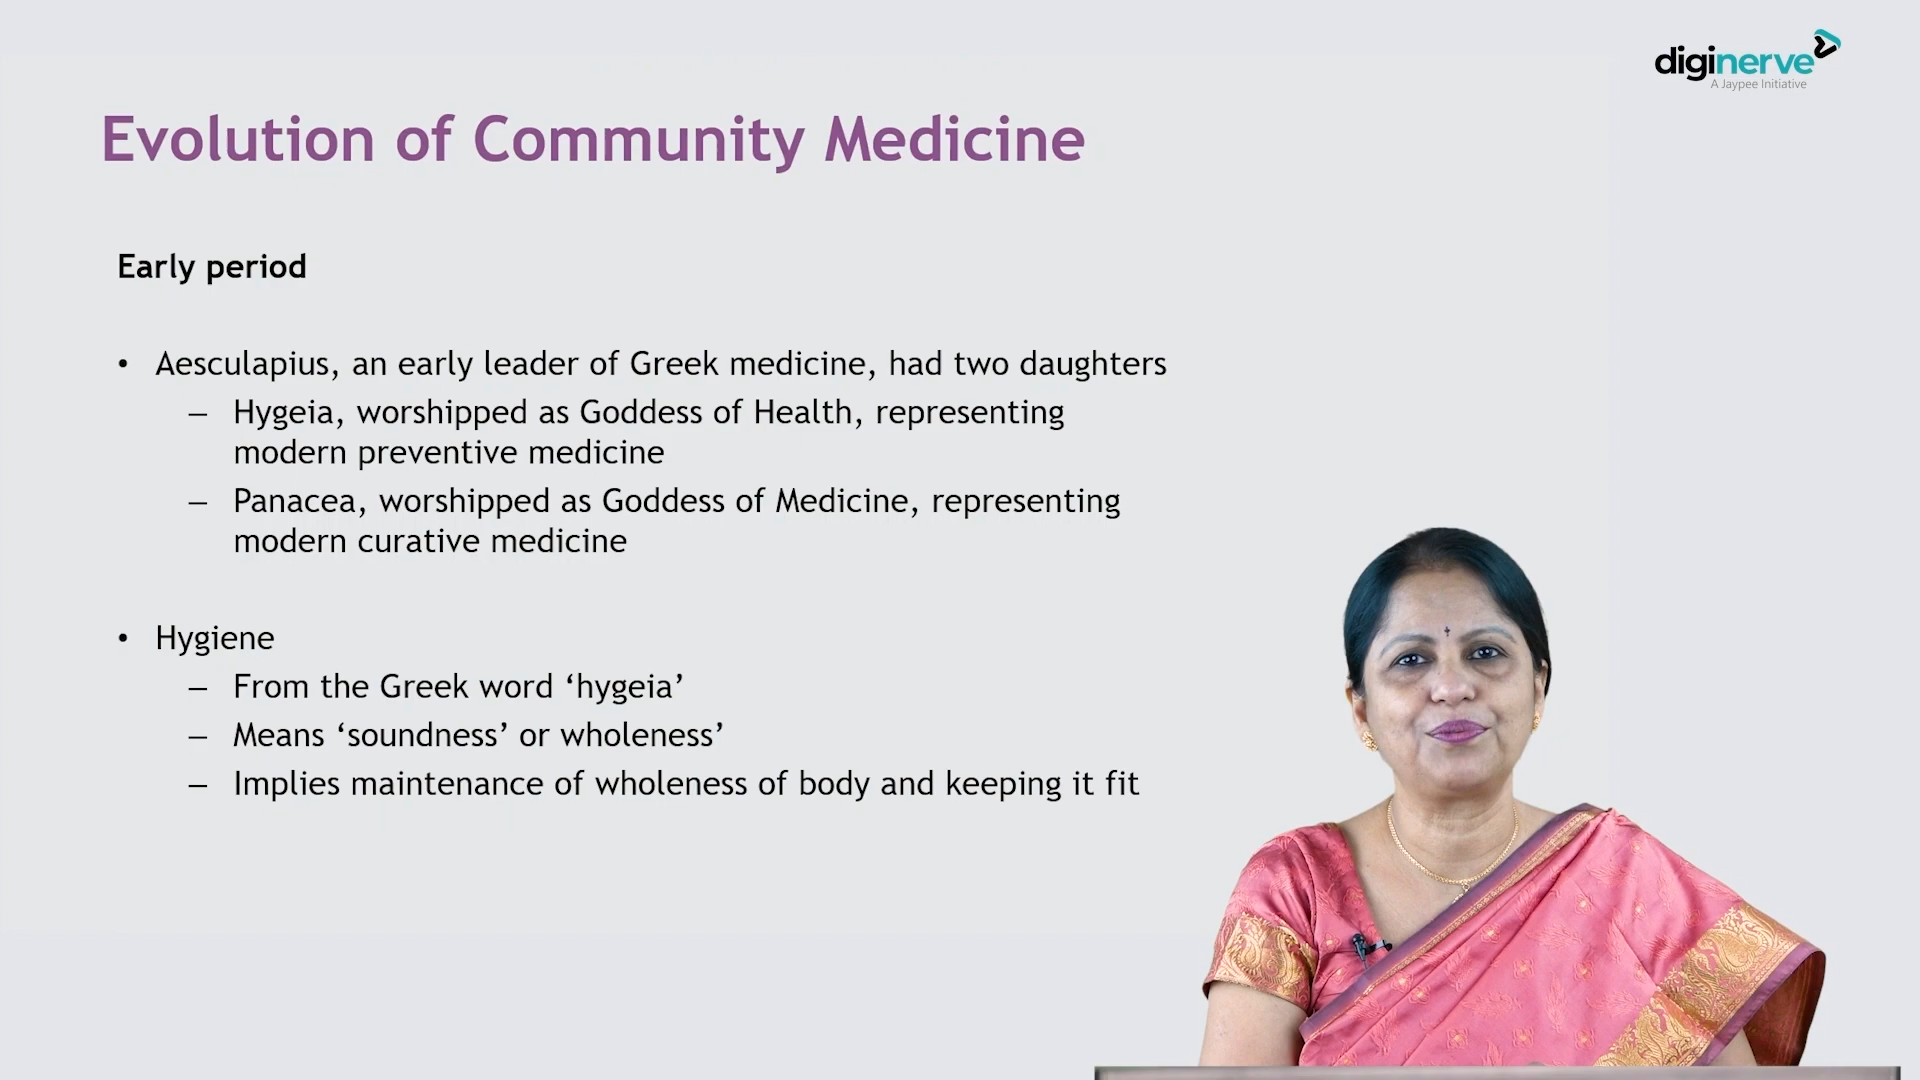 diginerve
A Jaypee Initiative
Evolution of Community Medicine
Early period
• Aesculapius, an early leader of Greek medicine, had two daughters
– Hygeia, worshipped as Goddess of Health, representing
modern preventive medicine
– Panacea, worshipped as Goddess of Medicine, representing
modern curative medicine
• Hygiene
– From the Greek word ‘hygeia’
– Means ‘soundness’ or wholeness’
– Implies maintenance of wholeness of body and keeping it fit